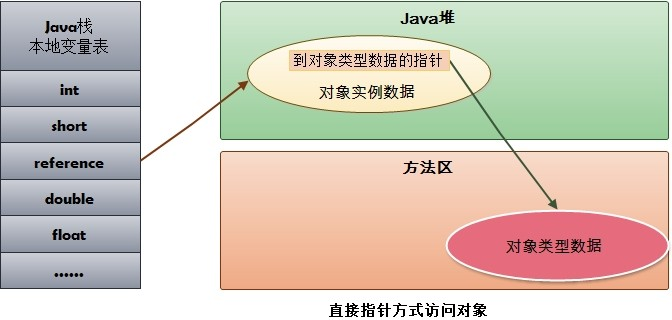 Java栈
本地变量表
int
short
reference
double
float
......
Java堆
到对象类型数据的指针
对象实例数据
方法区
对象类型数据
直接指针方式访问对象